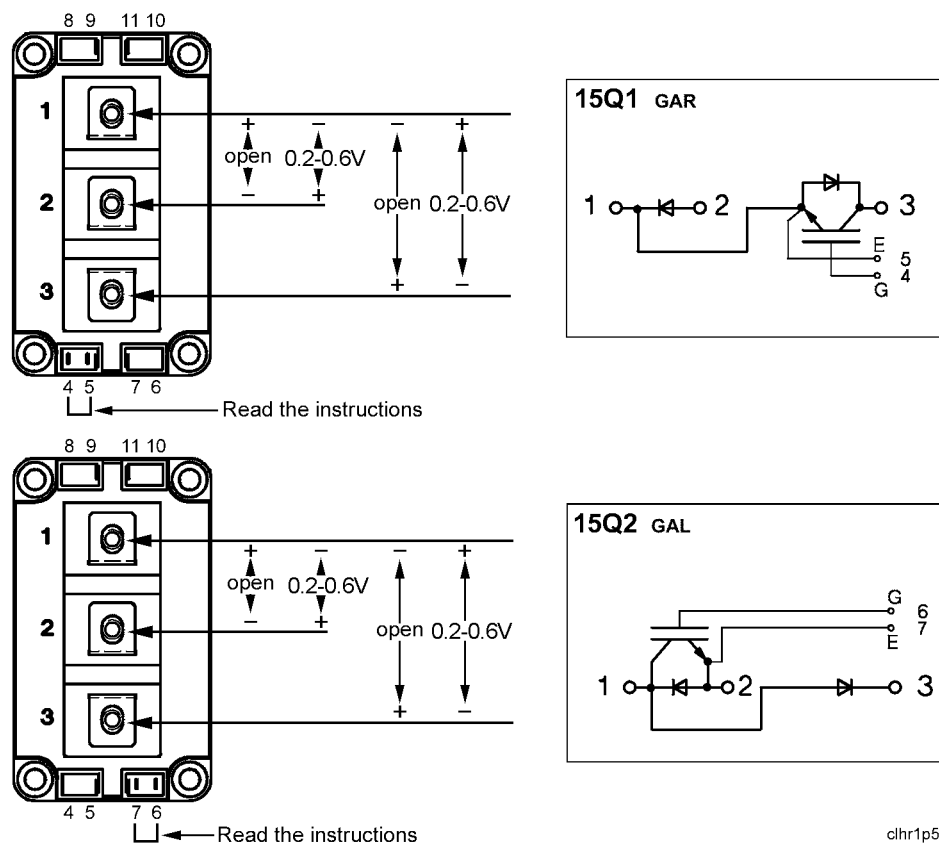 8 9 11 10
1
+ − − +
open 0.2-0.6V
2
− +
open 0.2-0.6V
3
+ −
4 5 7 6
Read the instructions
15Q1 GAR
1 2 3
E 5
4
G
8 9 11 10
1
+ − − +
open 0.2-0.6V
2
− +
open 0.2-0.6V
3
+ −
4 5 7 6
Read the instructions
15Q2 GAL
G 6
7
E
1 2 3
clhr1p5